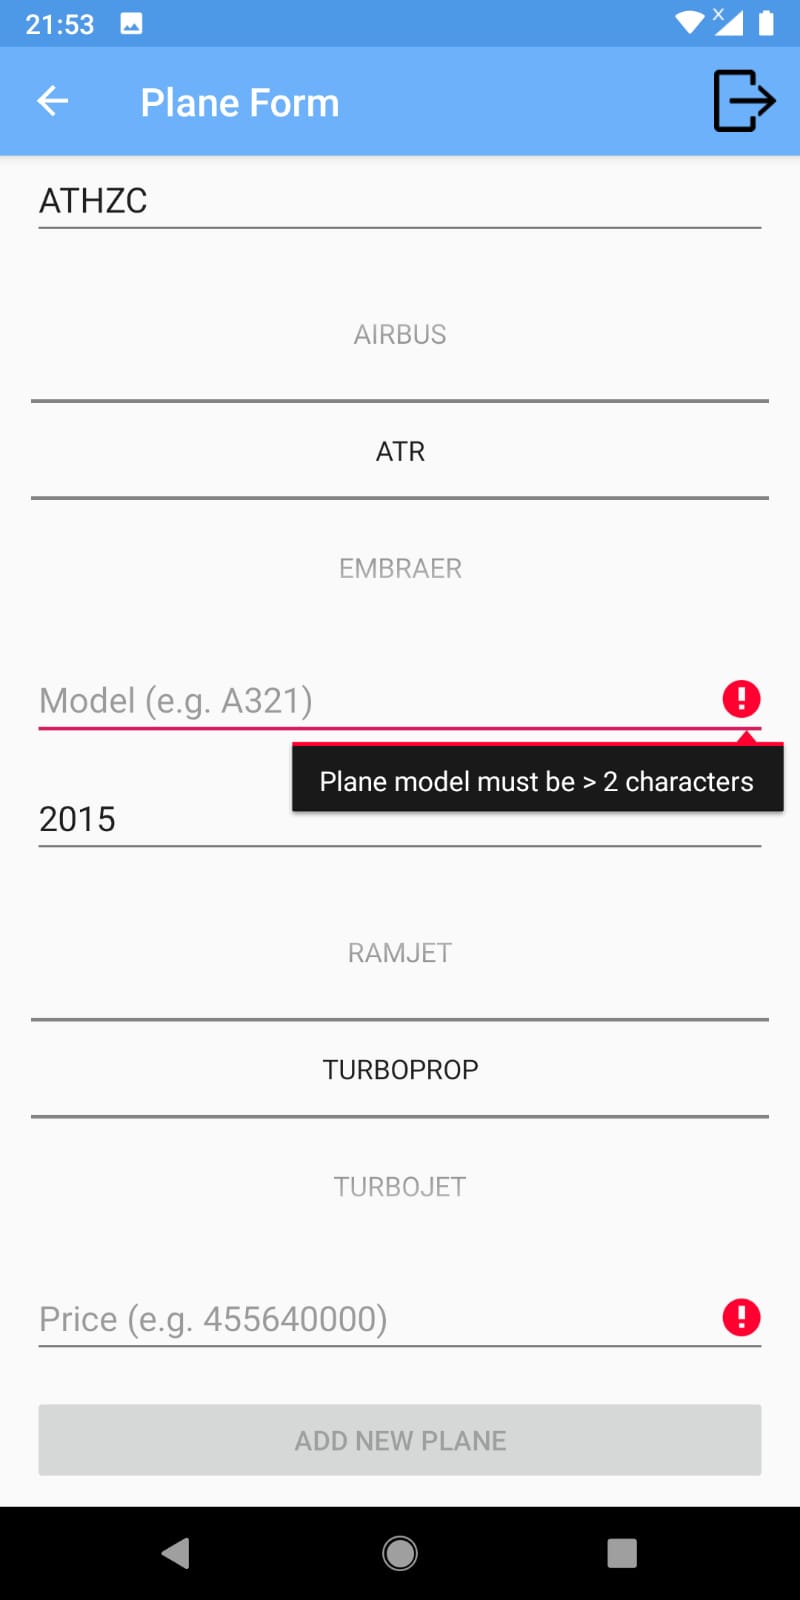 21:53
Plane Form
ATHZC
AIRBUS
ATR
EMBRAER
Model (e.g. A321)
Plane model must be > 2 characters
2015
RAMJET
TURBOPROP
TURBOJET
Price (e.g. 455640000)
ADD NEW PLANE